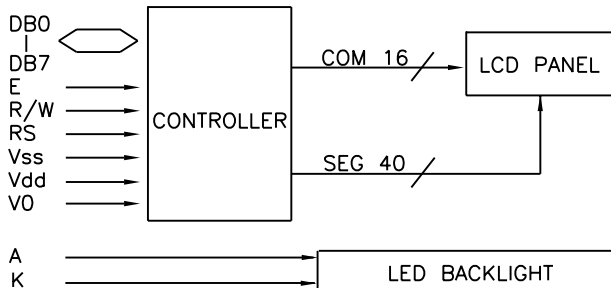 DB0
DB7
E
R/W
RS
Vss
Vdd
V0
CONTROLLER
COM 16
SEG 40
LCD PANEL
A
K
LED BACKLIGHT